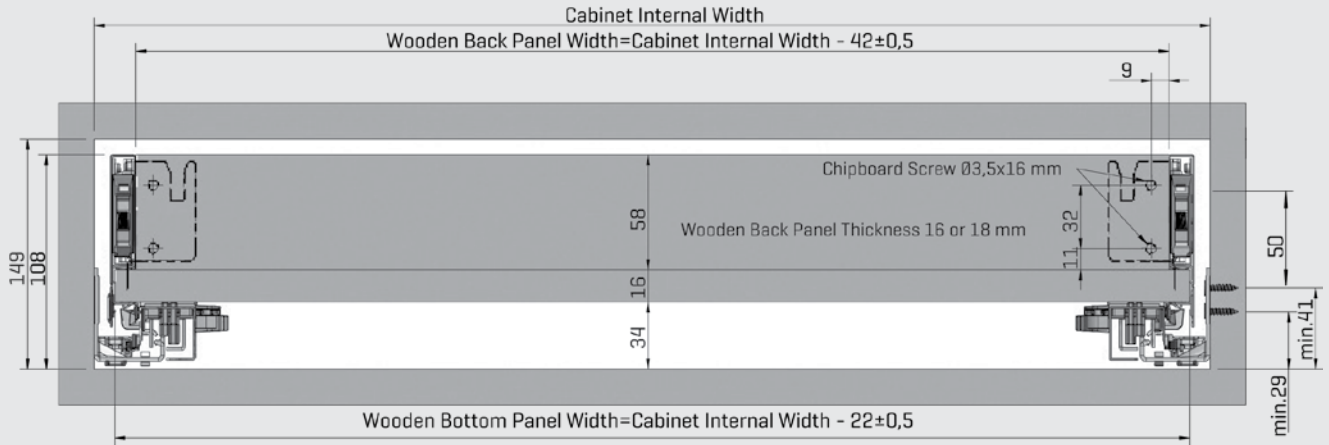 Cabinet Internal Width
Wooden Back Panel Width=Cabinet Internal Width - 42±0,5
9
Chipboard Screw Ø3,5x16 mm
58
Wooden Back Panel Thickness 16 or 18 mm
32
50
149
108
11
16
34
min.41
min.29
Wooden Bottom Panel Width=Cabinet Internal Width - 22±0,5